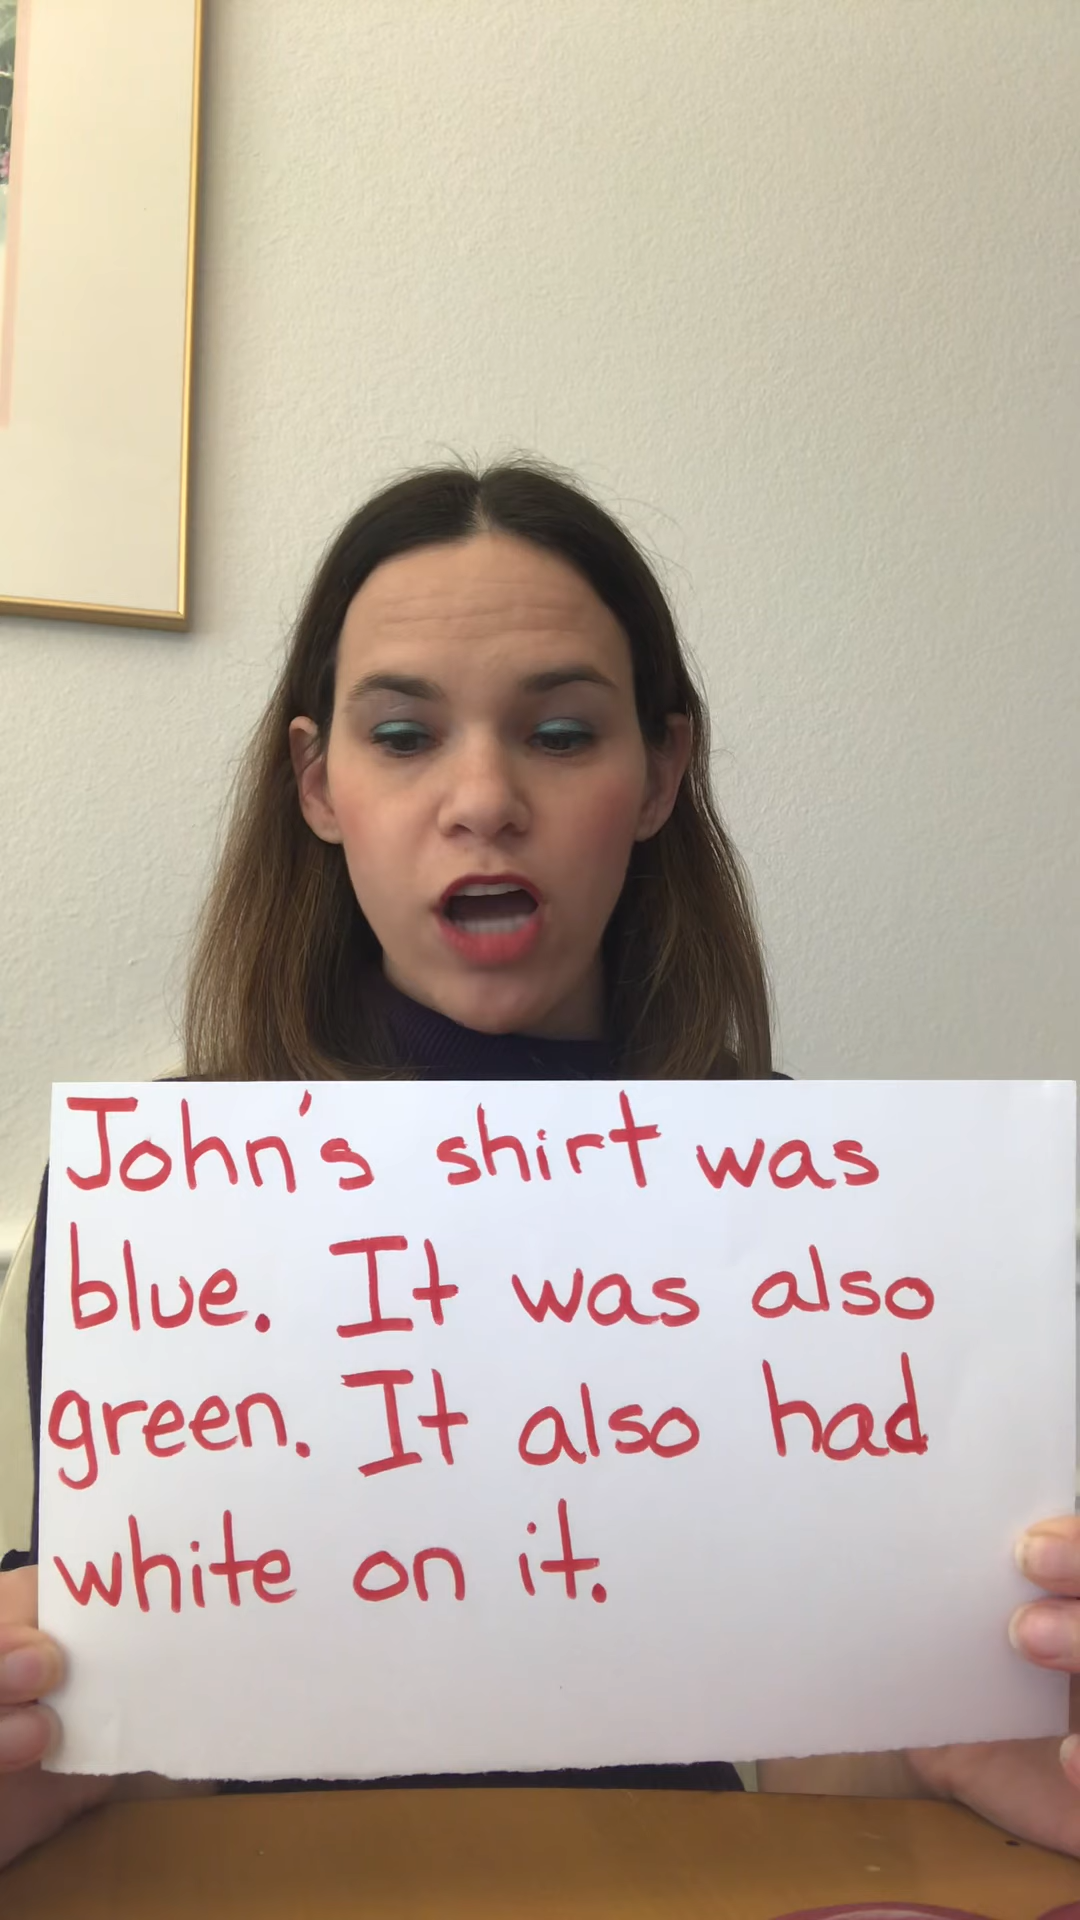 John's shirt was
blue. It was also
green. It also had
white on it.